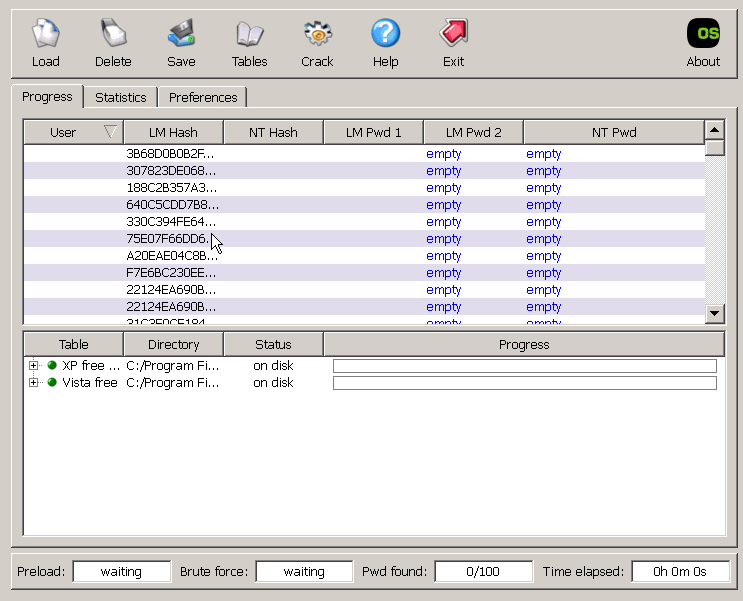 OS
Load Delete Save Tables Crack Help Exit About
Progress Statistics Preferences
User LM Hash NT Hash LM Pwd 1 LM Pwd 2 NT Pwd
3B68D0B0B2F... empty empty
307823DE068... empty empty
188C2B357A3... empty empty
640C5CDD7B8... empty empty
330C394FE64... empty empty
75E07F66DD6... empty empty
A20EAE04C8B... empty empty
F7E6BC230EE... empty empty
22124EA690B... empty empty
22124EA690B... empty empty
empty empty
Table Directory Status Progress
XP free ... C:/Program Fi... on disk
Vista free C:/Program Fi... on disk
Preload: waiting Brute force: waiting Pwd found: 0/100 Time elapsed: 0h 0m 0s